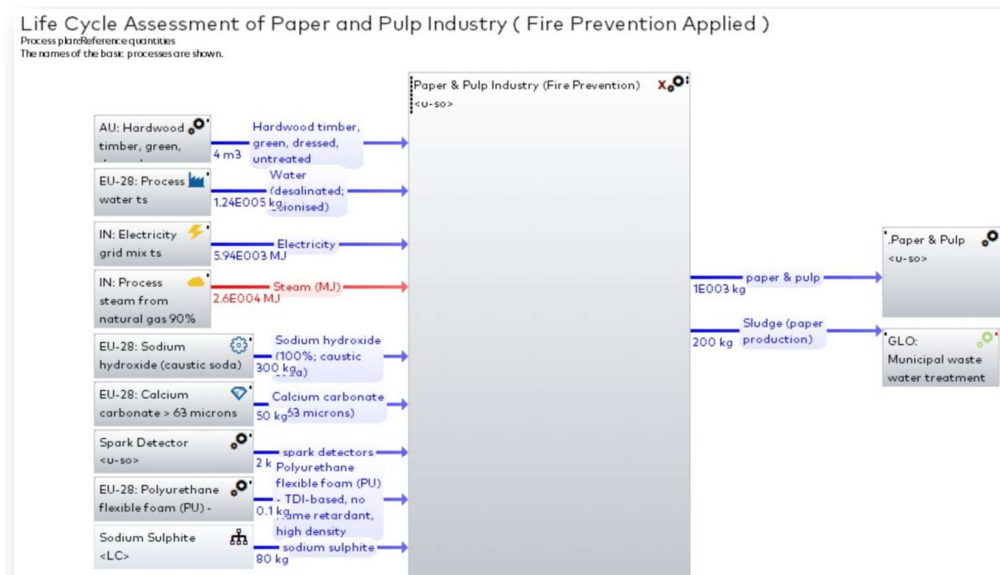 Life Cycle Assessment of Paper and Pulp Industry ( Fire Prevention Applied )
Process plan:Reference quantities
The names of the basic processes are shown.
Paper & Pulp Industry (Fire Prevention)
<u-so>
AU: Hardwood
timber, green,
4 m3
Hardwood timber,
green, dressed,
untreated
EU-28: Process
water ts
1.24E005 kg
Water
(desalinated;
deionised)
IN: Electricity
grid mix ts
5.94E003 MJ
Electricity
IN: Process
steam from
natural gas 90%
2.6E004 MJ
Steam (MJ)
EU-28: Sodium
hydroxide (caustic soda)
300 kg
Sodium hydroxide
(100%; caustic
EU-28: Calcium
carbonate > 63 microns
50 kg
Calcium carbonate
63 microns)
Spark Detector
<u-so>
2 k
spark detectors
EU-28: Polyurethane
flexible foam (PU) -
0.1 kg
Polyurethane
flexible foam (PU)
- TDI-based, no
flame retardant,
high density
Sodium Sulphite
<LC>
80 kg
sodium sulphite
1E003 kg
paper & pulp
.Paper & Pulp
<u-so>
200 kg
Sludge (paper
production)
GLO:
Municipal waste
water treatment